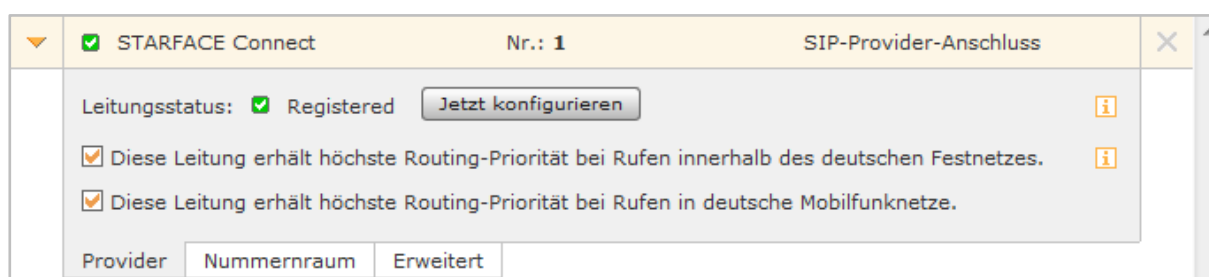 STARFACE Connect Nr.: 1 SIP-Provider-Anschluss
Leitungsstatus: Registered Jetzt konfigurieren
Diese Leitung erhält höchste Routing-Priorität bei Rufen innerhalb des deutschen Festnetzes.
Diese Leitung erhält höchste Routing-Priorität bei Rufen in deutsche Mobilfunknetze.
Provider Nummernraum Erweitert